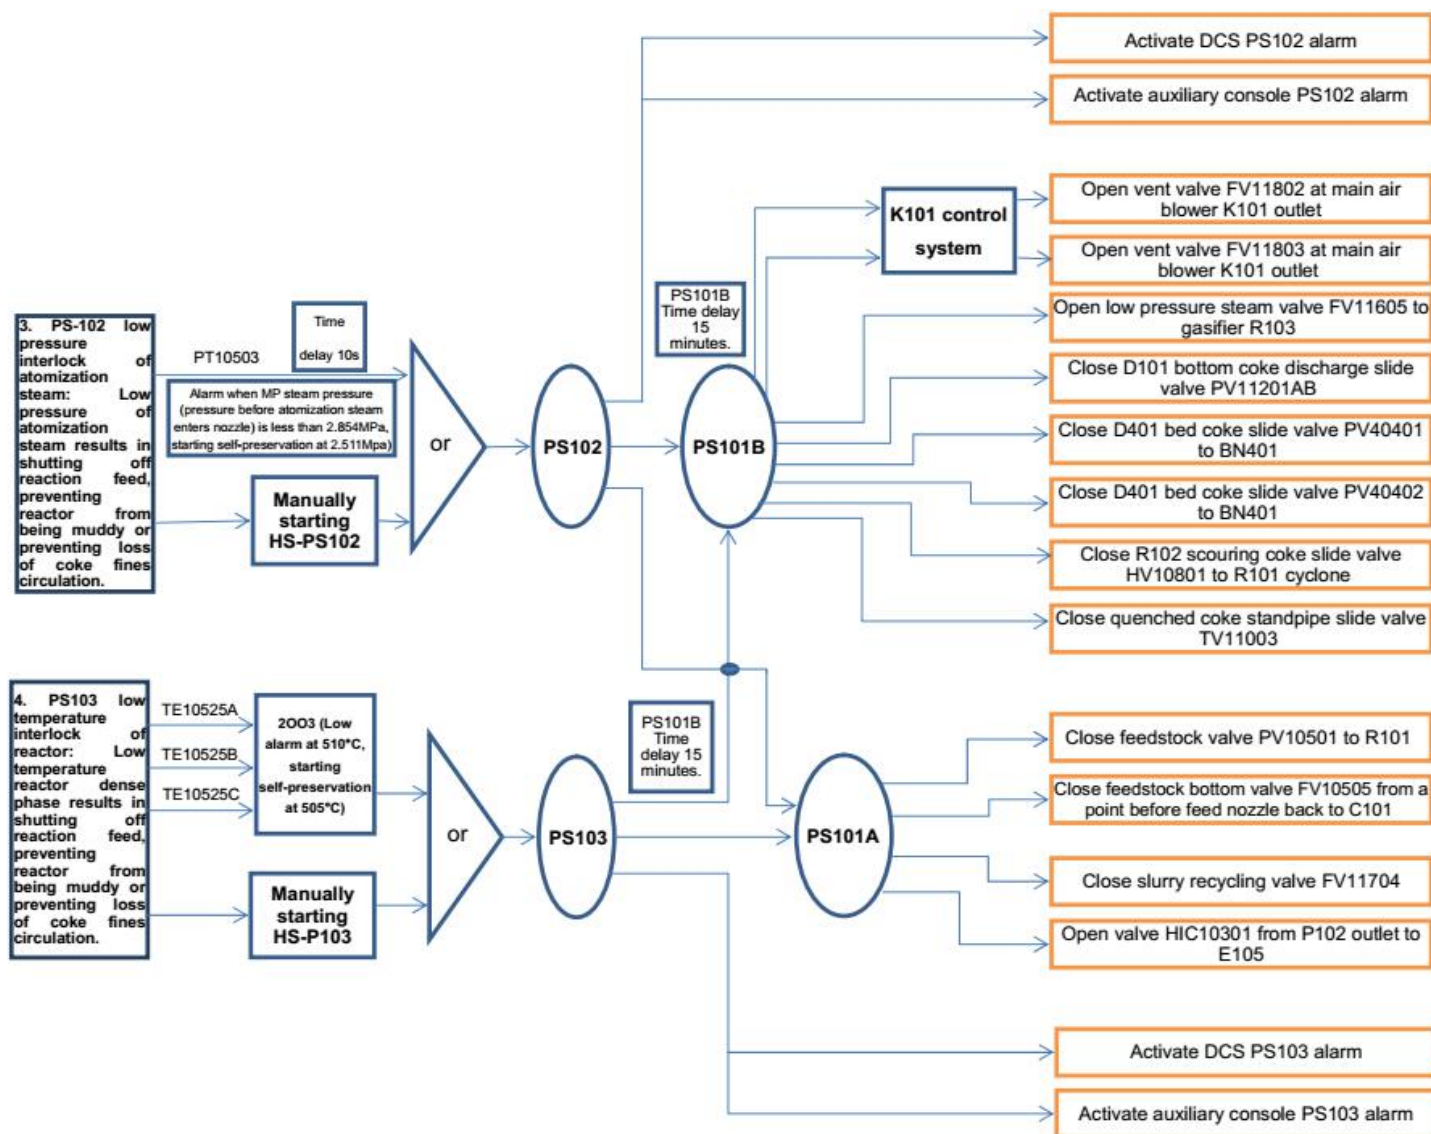 Activate DCS PS102 alarm
Activate auxiliary console PS102 alarm
K101 control
system
Open vent valve FV11802 at main air
blower K101 outlet
Open vent valve FV11803 at main air
blower K101 outlet
PS101B
Time delay
15
minutes.
Open low pressure steam valve FV11605 to
gasifier R103
Close D101 bottom coke discharge slide
valve PV11201AB
Close D401 bed coke slide valve PV40401
to BN401
Close D401 bed coke slide valve PV40402
to BN401
Close R102 scouring coke slide valve
HV10801 to R101 cyclone
Close quenched coke standpipe slide valve
TV11003
3. PS-102 low
pressure
interlock of
atomization
steam: Low
pressure of
atomization
steam results in
shutting off
reaction feed,
preventing
reactor from
being muddy or
preventing loss
of coke fines
circulation.
PT10503
Time
delay 10s
Alarm when MP steam pressure
(pressure before atomization steam
enters nozzle) is less than 2.854MPa,
starting self-preservation at 2.511Mpa)
Manually
starting
HS-PS102
or
PS102
PS101B
4. PS103 low
temperature
interlock of
reactor: Low
temperature
reactor dense
phase results in
shutting off
reaction feed,
preventing
reactor from
being muddy or
preventing loss
of coke fines
circulation.
TE10525A
TE10525B
TE10525C
2OO3 (Low
alarm at 510°C,
starting
self-preservation
at 505°C)
Manually
starting
HS-P103
or
PS103
PS101B
Time
delay 15
minutes.
PS101A
Close feedstock valve PV10501 to R101
Close feedstock bottom valve FV10505 from a
point before feed nozzle back to C101
Close slurry recycling valve FV11704
Open valve HIC10301 from P102 outlet to
E105
Activate DCS PS103 alarm
Activate auxiliary console PS103 alarm